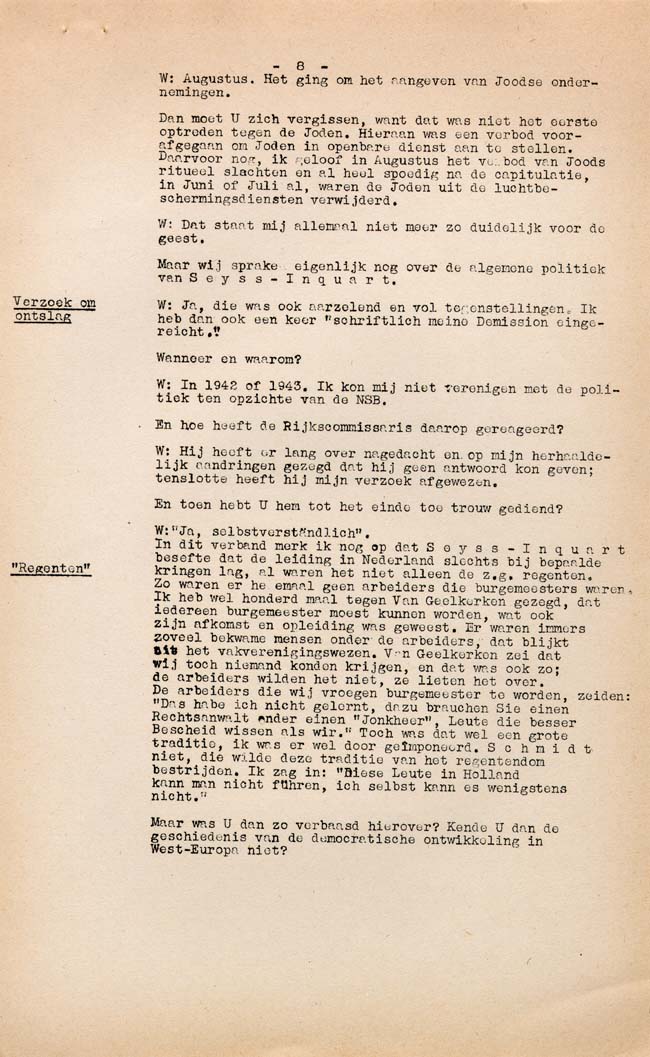 - 8 -
W: Augustus. Het ging om het aangeven van Joodse onder-
nemingen.
Dan moet U zich vergissen, want dat was niet het eerste
optreden tegen de Joden. Hieraan was een verbod voor-
afgegaan om Joden in openbare dienst aan te stellen.
Daarvoor nog, ik geloof in Augustus het verbod van Joods
ritueel slachten en al heel spoedig na de capitulatie,
in Juni of Juli al, waren de Joden uit de luchtbe-
schermingsdiensten verwijderd.
W: Dat staat mij allemaal niet meer zo duidelijk voor de
geest.
Maar wij sprake eigenlijk nog over de algemene politiek
van S e y s s - I n q u a r t.
Verzoek om
ontslag
W: Ja, die was ook aarzelend en vol tegenstellingen. Ik
heb dan ook een keer "schriftlich meine Demission einge-
reicht."
Wanneer en waarom?
W: In 1942 of 1943. Ik kon mij niet verenigen met de poli-
tiek ten opzichte van de NSB.
En hoe heeft de Rijkscommissaris daarop gereageerd?
W: Hij heeft er lang over nagedacht en op mijn herhaalde-
lijk aandringen gezegd dat hij geen antwoord kon geven;
tenslotte heeft hij mijn verzoek afgewezen.
En toen hebt U hem tot het einde toe trouw gediend?
W:"Ja, selbstverständlich".
In dit verband merk ik nog op dat S e y s s - I n q u a r t
"Regenten"
besefte dat de leiding in Nederland slechts bij bepaalde
kringen lag, al waren het niet alleen de z.g. regenten.
Zo waren er he emaal geen arbeiders die burgemeesters waren.
Ik heb wel honderd maal tegen Van Geelkerken gezegd, dat
iedereen burgemeester moest kunnen worden, wat ook
zijn afkomst en opleiding was geweest. Er waren immers
zoveel bekwame mensen onder de arbeiders, dat blijkt
uit het vakverenigingswezen. Van Geelkerken zei dat
wij toch niemand konden krijgen, en dat was ook zo;
de arbeiders wilden het niet, ze lieten het over.
De arbeiders die wij vroegen burgemeester te worden, zeiden:
"Das habe ich nicht gelernt, dazu brauchen Sie einen
Rechtsanwalt onder einen "Jonkheer", Leute die besser
Bescheid wissen als wir." Toch was dat wel een grote
traditie, ik was er wel door geïmponeerd. S c h m i d t
niet, die wilde deze traditie van het regentendom
bestrijden. Ik zag in: "Diese Leute in Holland
kann man nicht führen, ich selbst kann es wenigstens
nicht."
Maar was U dan zo verbaasd hierover? Kende U dan de
geschiedenis van de democratische ontwikkeling in
West-Europa niet?